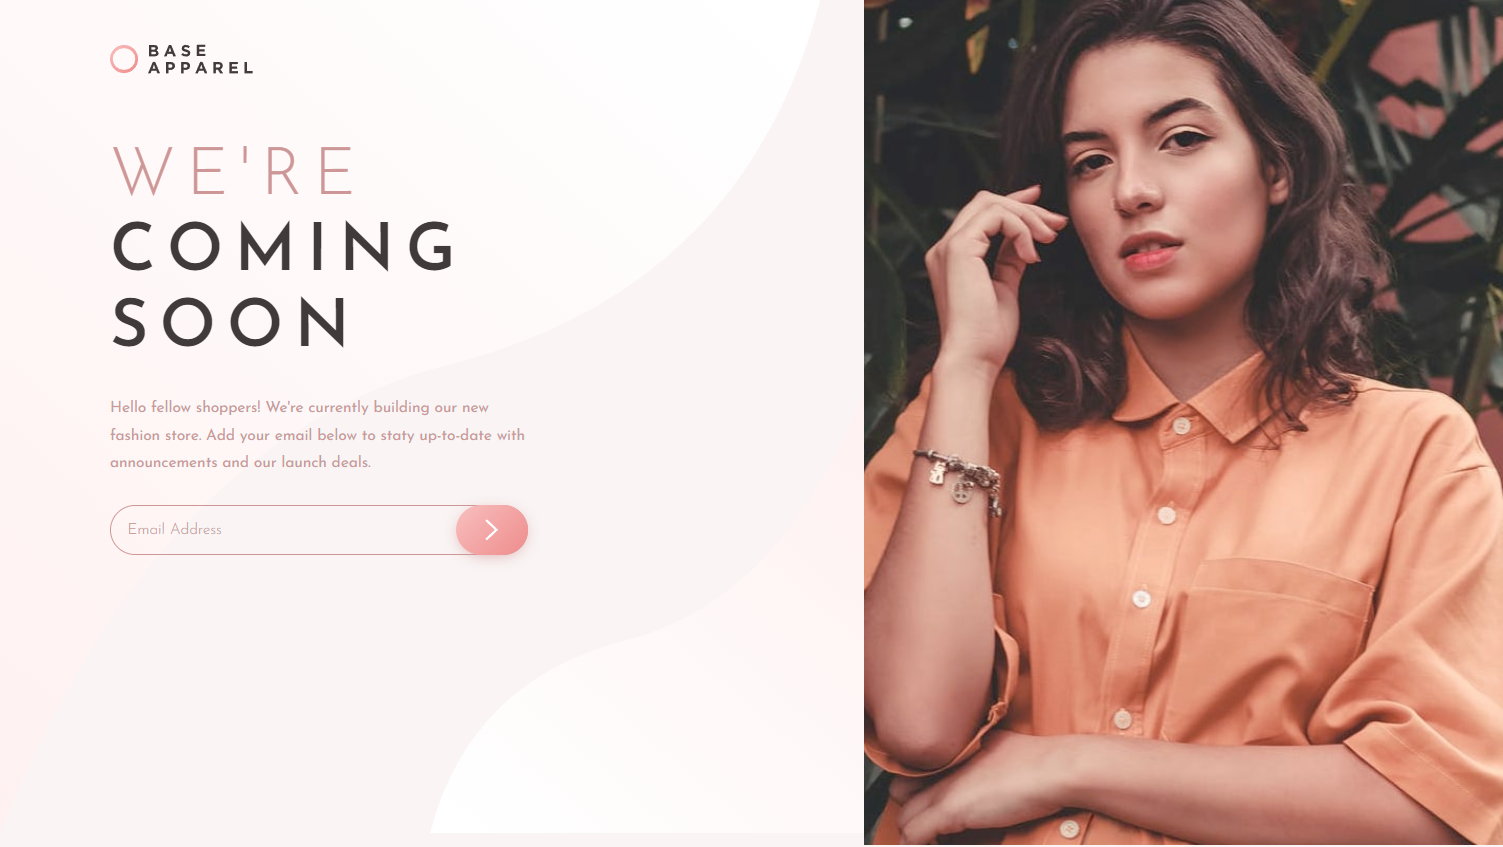 BASE
APPAREL
WE'RE
COMING
SOON
Hello fellow shoppers! We're currently building our new
fashion store. Add your email below to staty up-to-date with
announcements and our launch deals.
Email Address